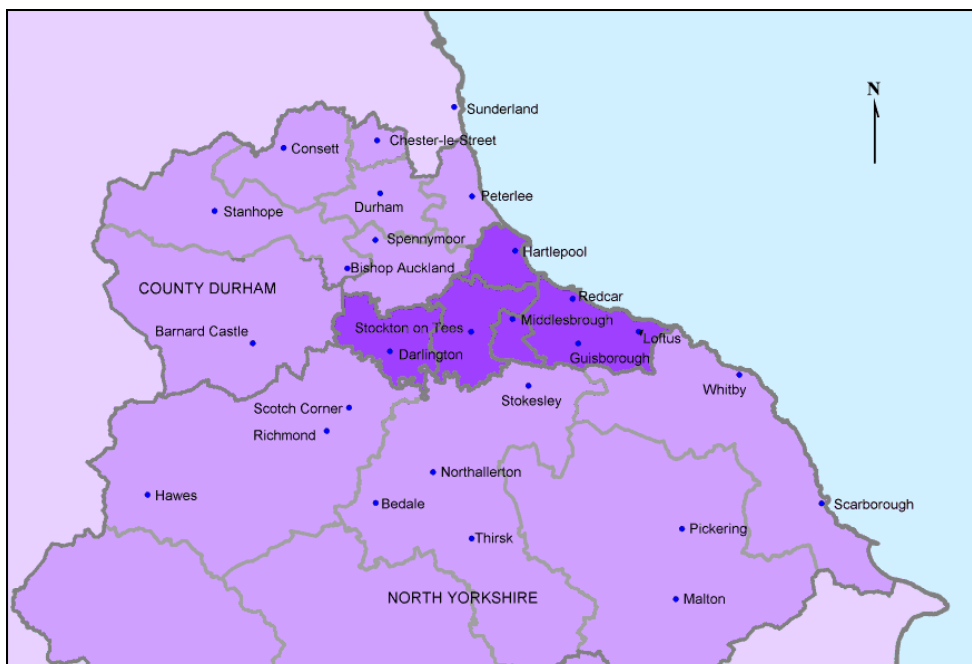 N
Sunderland
Chester-le-Street
Consett
Peterlee
Durham
Stanhope
Spennymoor
Hartlepool
Bishop Auckland
COUNTY DURHAM
Redcar
Middlesbrough
Barnard Castle
Stockton on Tees
Loftus
Darlington
Guisborough
Whitby
Stokesley
Scotch Corner
Richmond
Northallerton
Hawes
Bedale
Scarborough
Pickering
Thirsk
NORTH YORKSHIRE
Malton